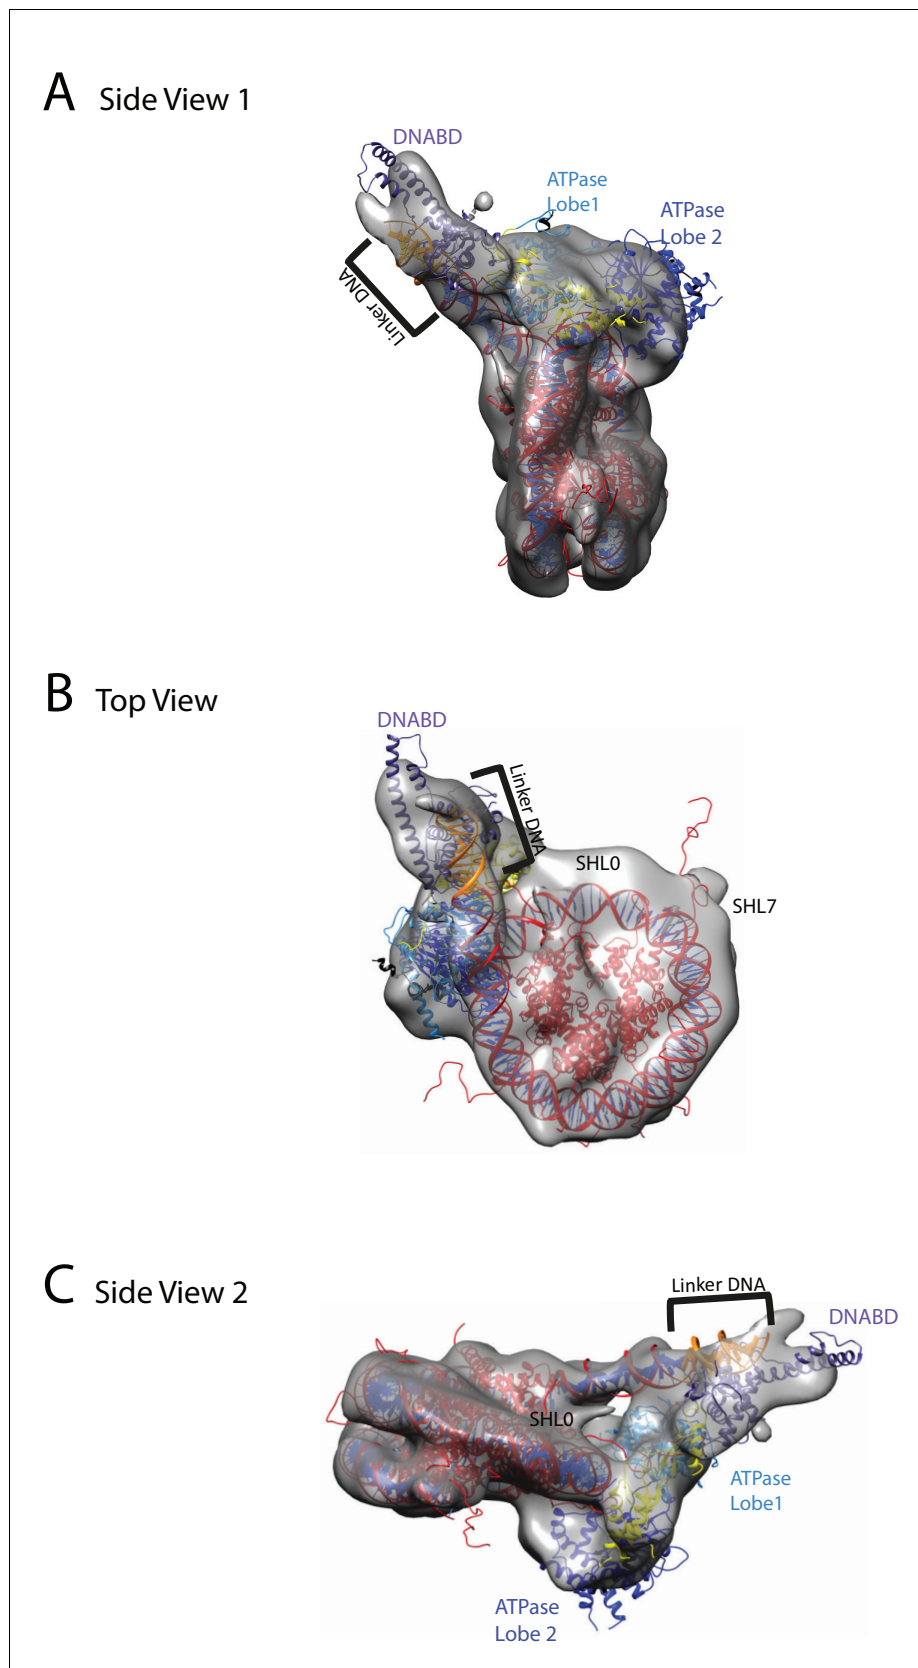 A Side View 1
DNABD
ATPase
Lobe1
ATPase
Lobe 2
Linker DNA
B Top View
DNABD
Linker DNA
SHL0
SHL7
C Side View 2
Linker DNA
DNABD
SHL0
ATPase
Lobe1
ATPase
Lobe 2